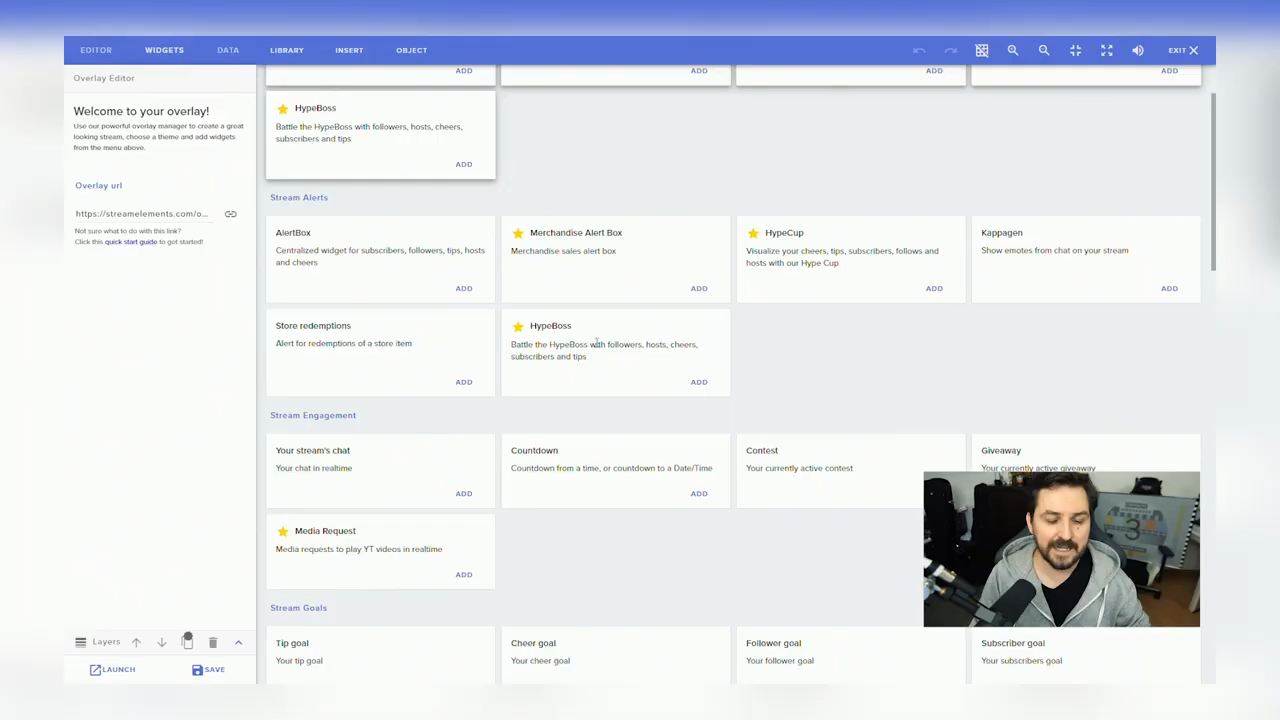 EDITOR WIDGETS DATA LIBRARY INSERT OBJECT EXIT
Overlay Editor
Welcome to your overlay!
Use our powerful overlay manager to create a great
looking stream, choose a theme and add widgets
from the menu above.
Overlay url
https://streamelements.com/o...
Not sure what to do with this link?
Click this quick start guide to get started!
Layers
LAUNCH SAVE
ADD ADD ADD ADD
HypeBoss
Battle the HypeBoss with followers, hosts, cheers,
subscribers and tips
ADD
Stream Alerts
AlertBox
Centralized widget for subscribers, followers, tips, hosts
and cheers
ADD
Merchandise Alert Box
Merchandise sales alert box
ADD
HypeCup
Visualize your cheers, tips, subscribers, follows and
hosts with our Hype Cup
ADD
Kappagen
Show emotes from chat on your stream
ADD
Store redemptions
Alert for redemptions of a store item
ADD
HypeBoss
Battle the HypeBoss with followers, hosts, cheers,
subscribers and tips
ADD
Stream Engagement
Your stream's chat
Your chat in realtime
ADD
Countdown
Countdown from a time, or countdown to a Date/Time
ADD
Contest
Your currently active contest
Giveaway
Your currently active giveaway
Media Request
Media requests to play YT videos in realtime
ADD
3
Stream Goals
Tip goal
Your tip goal
Cheer goal
Your cheer goal
Follower goal
Your follower goal
Subscriber goal
Your subscribers goal